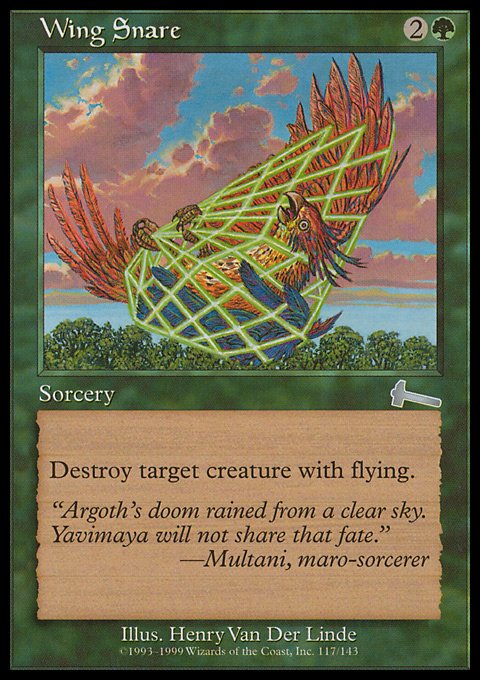 Wing Snare 2
Sorcery
Destroy target creature with flying.
“Argoth’s doom rained from a clear sky.
Yavimaya will not share that fate.”
—Multani, maro-sorcerer
Illus. Henry Van Der Linde
©1993–1999 Wizards of the Coast, Inc. 117/143